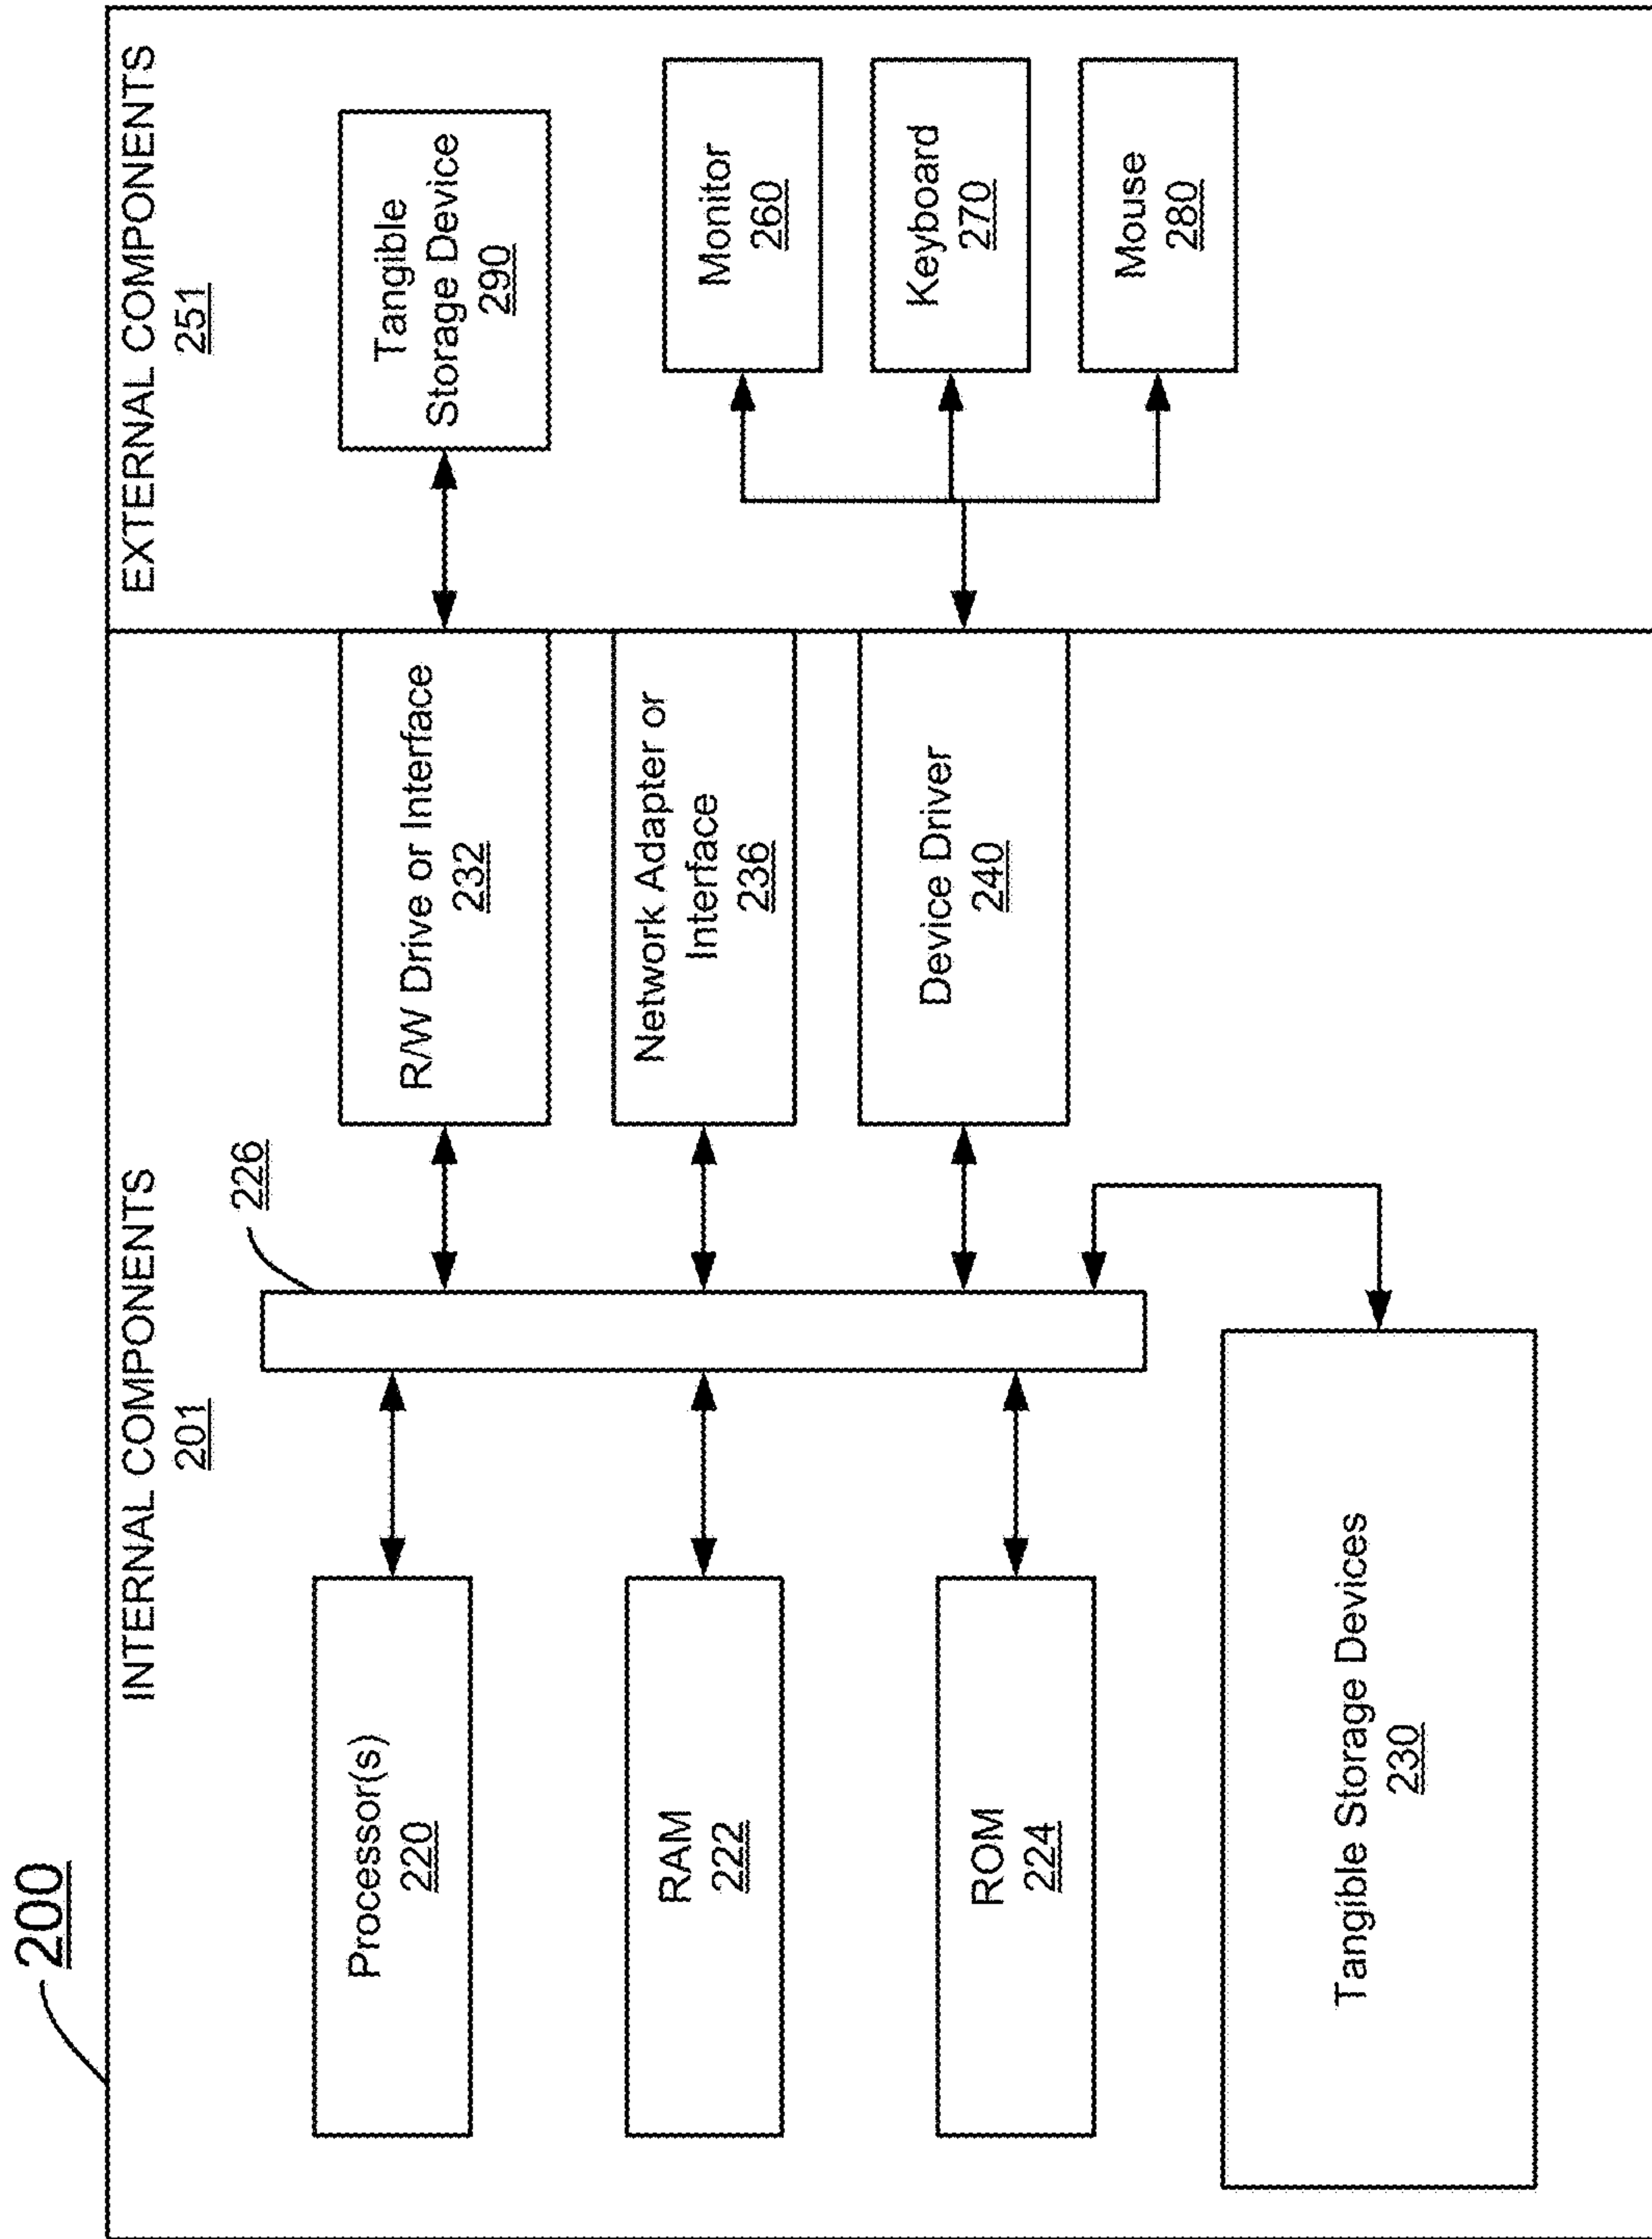 200
INTERNAL COMPONENTS
201
EXTERNAL COMPONENTS
251
226
Processor(s)
220
R/W Drive or Interface
232
Tangible
Storage Device
290
RAM
222
Network Adapter or
Interface
236
Monitor
260
ROM
224
Device Driver
240
Keyboard
270
Mouse
280
Tangible Storage Devices
230